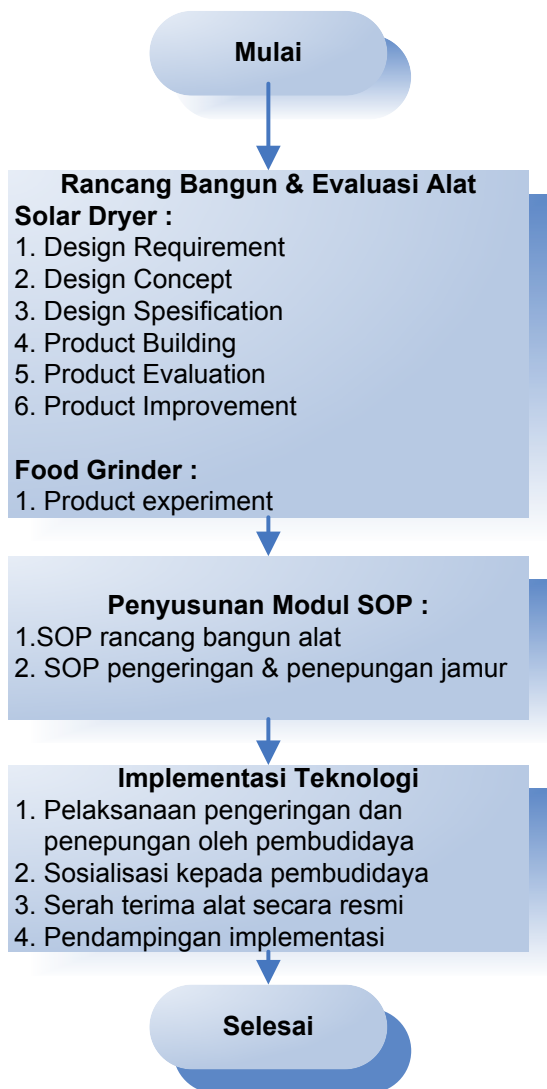 Mulai
Rancang Bangun & Evaluasi Alat
Solar Dryer :
1. Design Requirement
2. Design Concept
3. Design Spesification
4. Product Building
5. Product Evaluation
6. Product Improvement
Food Grinder :
1. Product experiment
Penyusunan Modul SOP :
1.SOP rancang bangun alat
2. SOP pengeringan & penepungan jamur
Implementasi Teknologi
1. Pelaksanaan pengeringan dan
penepungan oleh pembudidaya
2. Sosialisasi kepada pembudidaya
3. Serah terima alat secara resmi
4. Pendampingan implementasi
Selesai